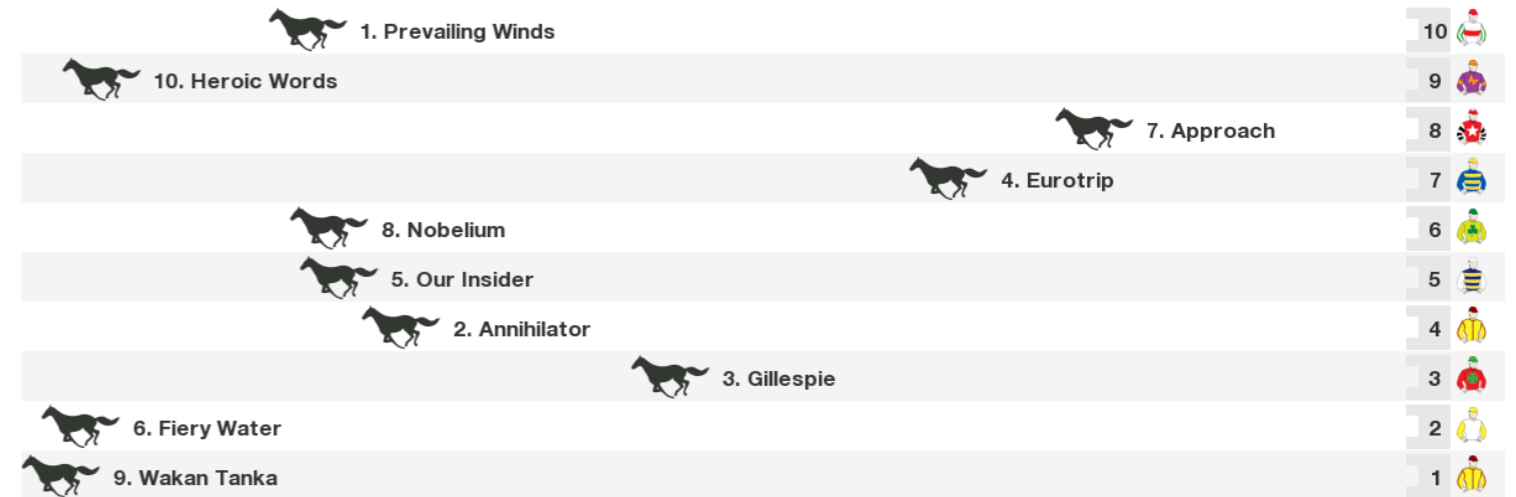 1. Prevailing Winds 10
10. Heroic Words 9
7. Approach 8
4. Eurotrip 7
8. Nobelium 6
5. Our Insider 5
2. Annihilator 4
3. Gillespie 3
6. Fiery Water 2
9. Wakan Tanka 1